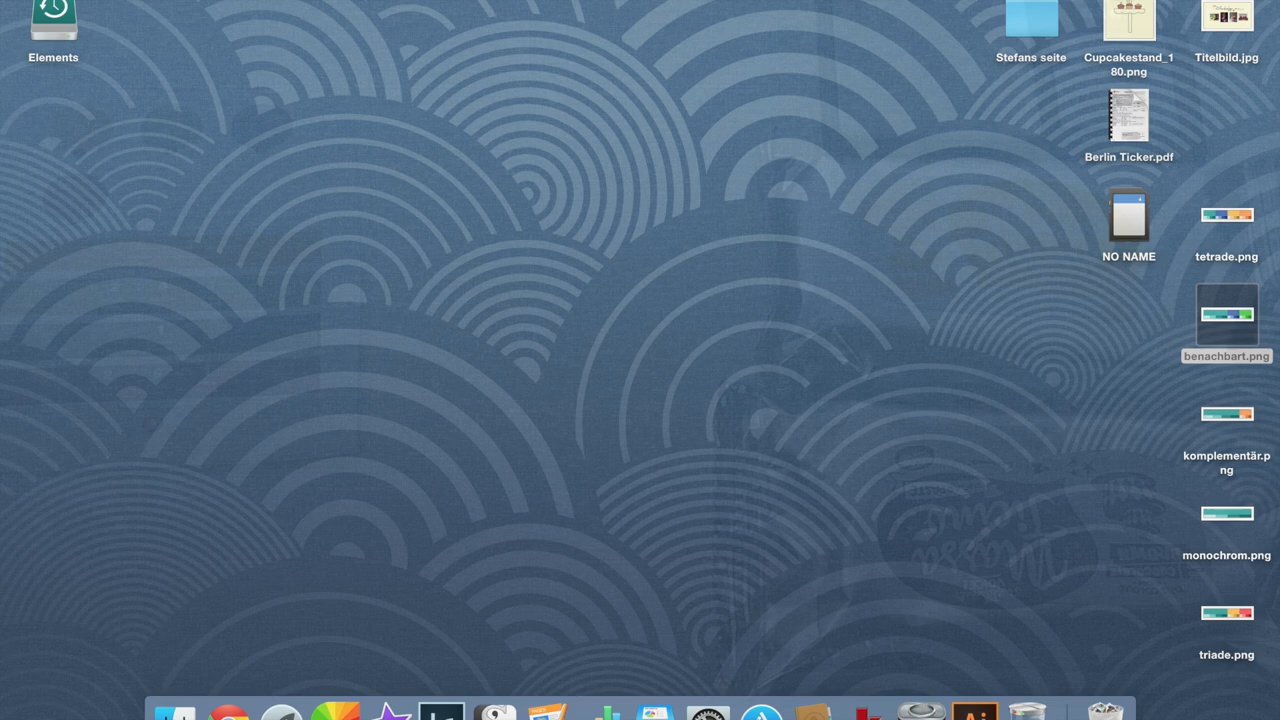 Elements
Stefans seite
Cupcakestand_1
80.png
Titelbild.jpg
Berlin Ticker.pdf
NO NAME
tetrade.png
benachbart.png
komplementär.p
ng
monochrom.png
triade.png
Ai